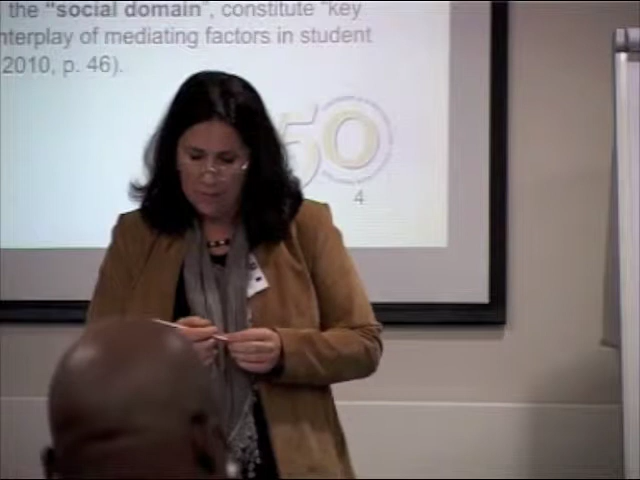 the "social domain", constitute "key
nterplay of mediating factors in student
2010, p. 46).
50
4